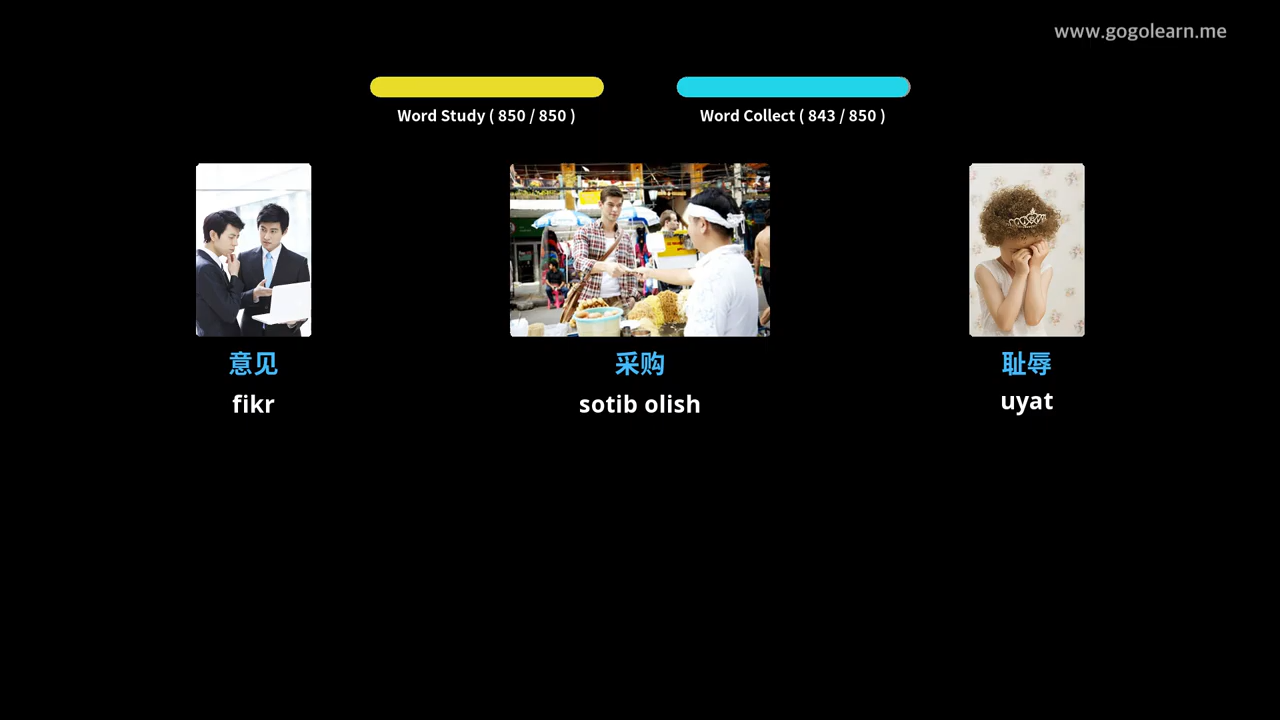 www.gogolearn.me
Word Study ( 850 / 850 )
Word Collect ( 843 / 850 )
意见
采购
耻辱
fikr
sotib olish
uyat